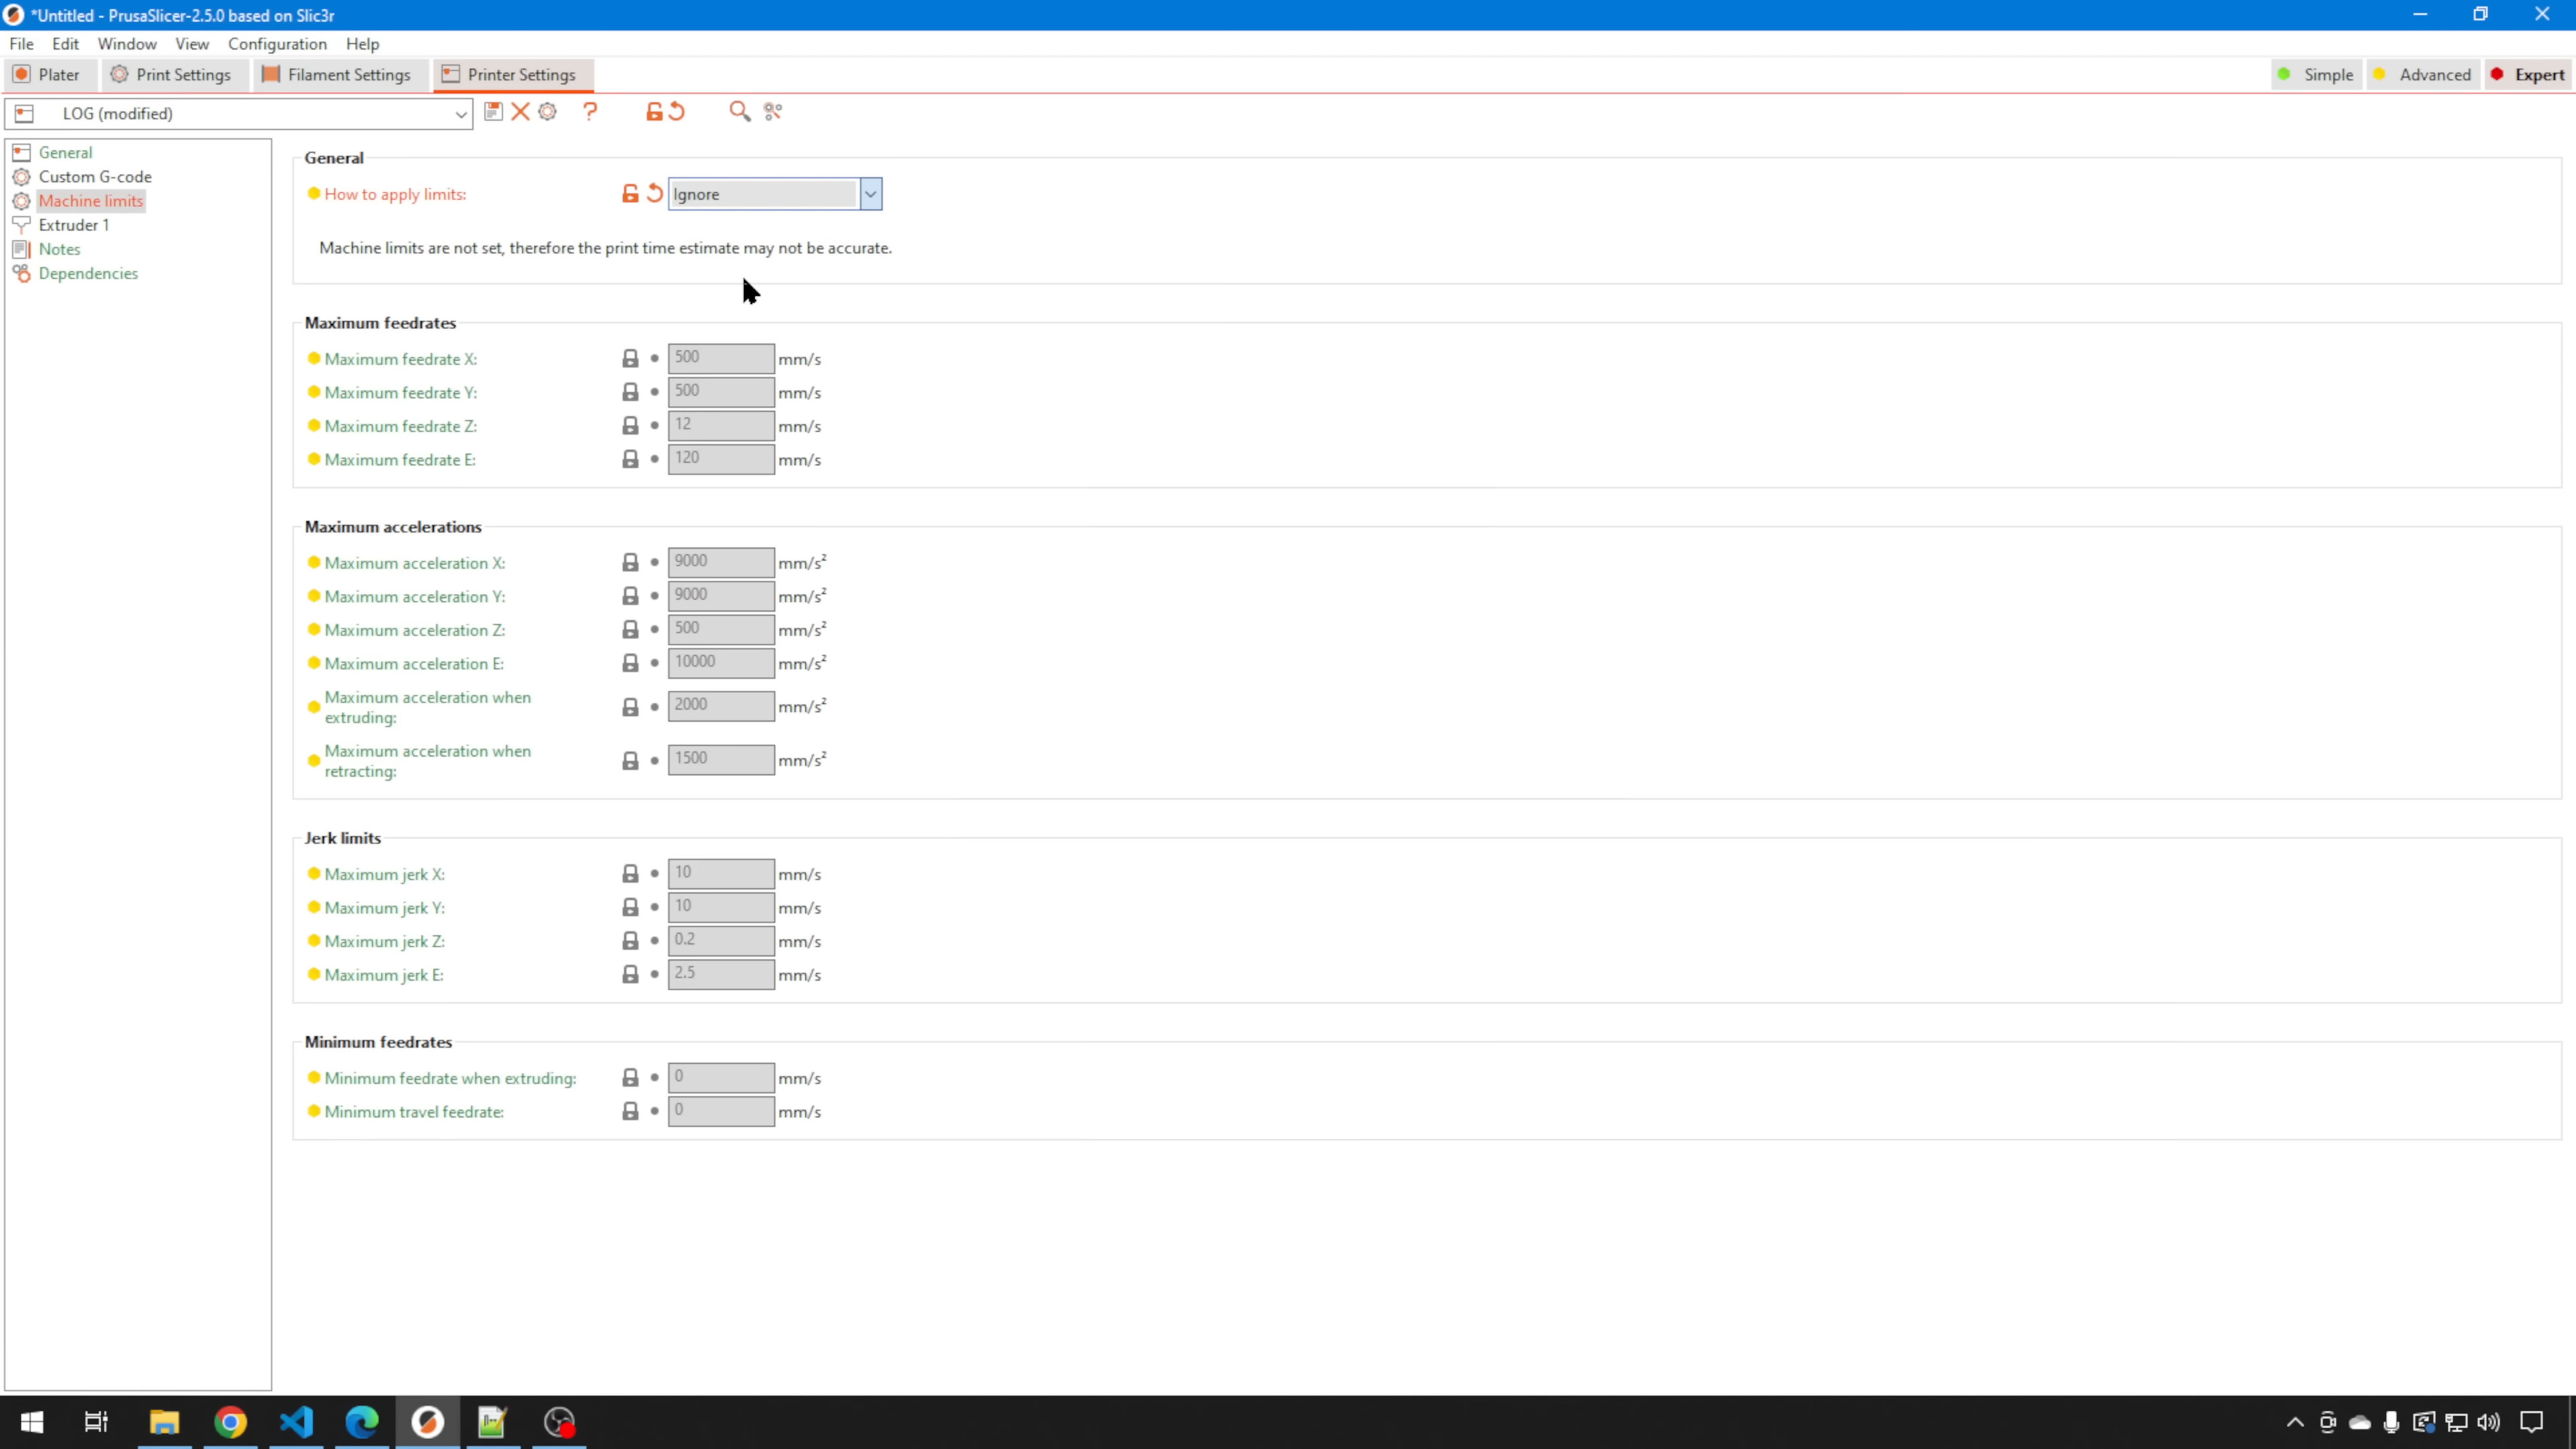 *Untitled - PrusaSlicer-2.5.0 based on Slic3r
File Edit Window View Configuration Help
Plater Print Settings Filament Settings Printer Settings Simple Advanced Expert
LOG (modified)
General
Custom G-code
Machine limits
Extruder 1
Notes
Dependencies
General
How to apply limits: Ignore
Machine limits are not set, therefore the print time estimate may not be accurate.
Maximum feedrates
Maximum feedrate X: 500 mm/s
Maximum feedrate Y: 500 mm/s
Maximum feedrate Z: 12 mm/s
Maximum feedrate E: 120 mm/s
Maximum accelerations
Maximum acceleration X: 9000 mm/s²
Maximum acceleration Y: 9000 mm/s²
Maximum acceleration Z: 500 mm/s²
Maximum acceleration E: 10000 mm/s²
Maximum acceleration when
extruding: 2000 mm/s²
Maximum acceleration when
retracting: 1500 mm/s²
Jerk limits
Maximum jerk X: 10 mm/s
Maximum jerk Y: 10 mm/s
Maximum jerk Z: 0.2 mm/s
Maximum jerk E: 2.5 mm/s
Minimum feedrates
Minimum feedrate when extruding: 0 mm/s
Minimum travel feedrate: 0 mm/s